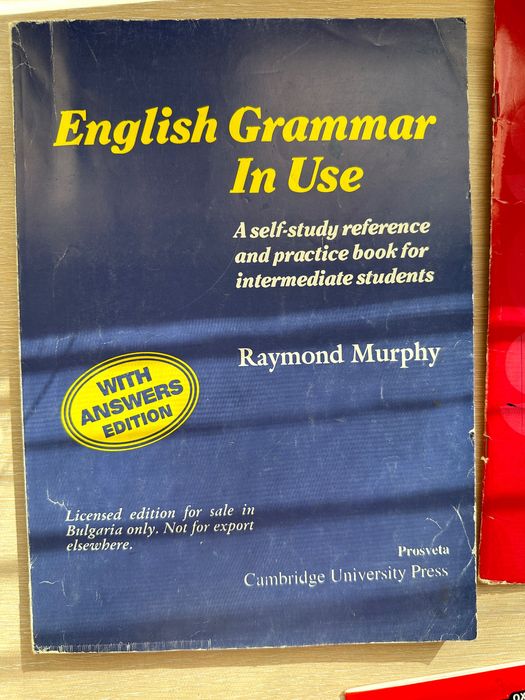 English Grammar
In Use
A self-study reference
and practice book for
intermediate students
Raymond Murphy
WITH
ANSWERS
EDITION
Licensed edition for sale in
Bulgaria only. Not for export
elsewhere.
Prosveta
Cambridge University Press